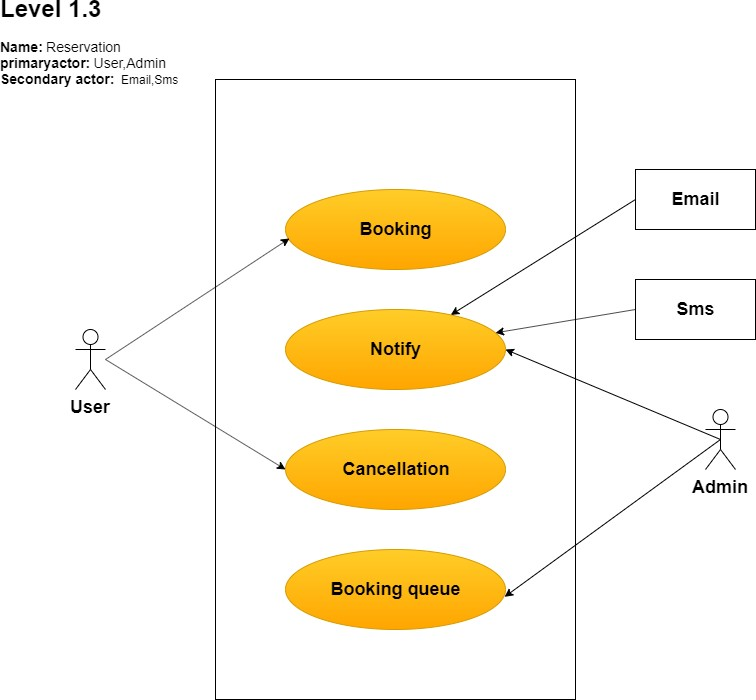 Level 1.3
Name: Reservation
primaryactor: User,Admin
Secondary actor: Email,Sms
Booking
Email
Notify
Sms
User
Cancellation
Admin
Booking queue